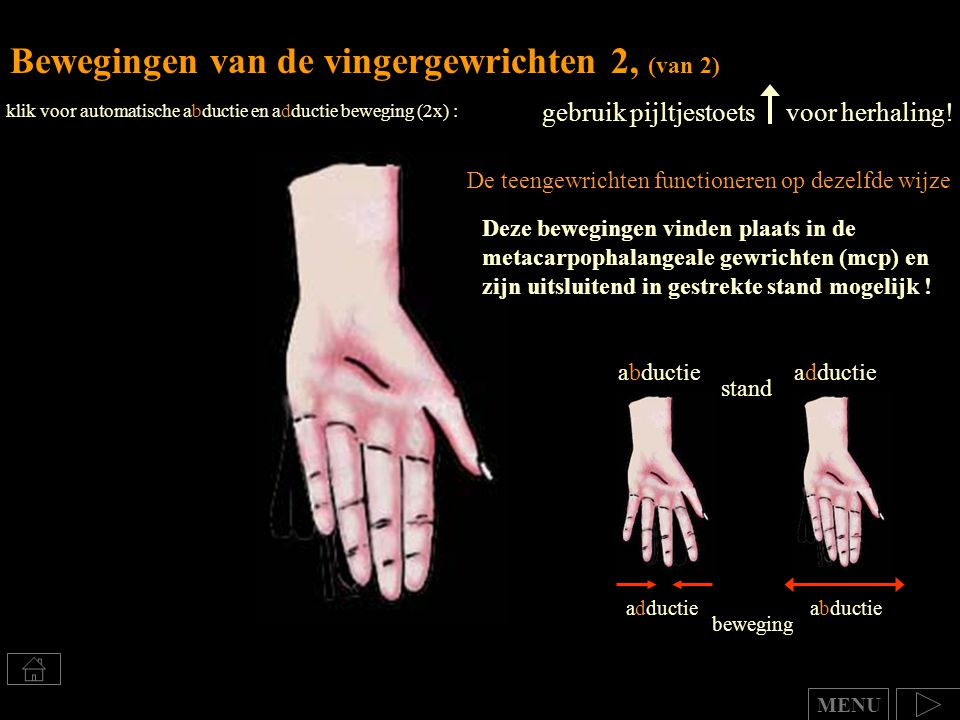 Bewegingen van de vingergewrichten 2, (van 2)
klik voor automatische abductie en adductie beweging (2x) :
gebruik pijltjestoets voor herhaling!
De teengewrichten functioneren op dezelfde wijze
Deze bewegingen vinden plaats in de
metacarpophalangeale gewrichten (mcp) en
zijn uitsluitend in gestrekte stand mogelijk !
abductie adductie
stand
adductie abductie
beweging
MENU